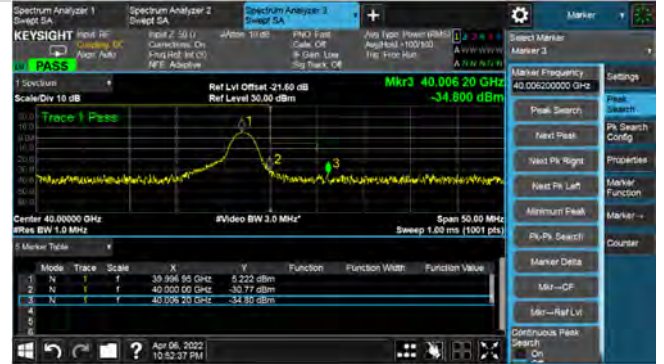 Spectrum Analyzer 1
Swept SA
Spectrum Analyzer 2
Swept SA
Spectrum Analyzer 3
Swept SA
+
Marker
KEYSIGHT
Input: RF
Coupling: DC
Align: Auto
Input Z: 50 Ω
Corrections: On
Freq Ref: Int (S)
NFE: Adaptive
#Atten: 10 dB
PNO: Fast
Gate: Off
IF Gain: Low
Sig Track: Off
Avg Type: Power (RMS)
Avg|Hold: >100/100
Trig: Free Run
PASS
Select Marker
Marker 3
1 Spectrum
Scale/Div 10 dB
Ref Lvl Offset -21.60 dB
Ref Level 30.00 dBm
Mkr3 40.006 20 GHz
-34.800 dBm
Trace 1 Pass
1
2
3
Center 40.00000 GHz
#Res BW 1.0 MHz
#Video BW 3.0 MHz*
Span 50.00 MHz
Sweep 1.00 ms (1001 pts)
5 Marker Table
Mode Trace Scale X Y Function Function Width Function Value
1 N 1 f 39.996 95 GHz 5.222 dBm
2 N 1 f 40.000 00 GHz -30.77 dBm
3 N 1 f 40.006 20 GHz -34.80 dBm
4
5
6
Marker Frequency
40.006200000 GHz
Peak Search
Next Peak
Next Pk Right
Next Pk Left
Minimum Peak
Pk-Pk Search
Marker Delta
Mkr→CF
Mkr→Ref Lvl
Continuous Peak
Search
On
Off
Settings
Peak
Search
Pk Search
Config
Properties
Marker
Function
Marker→
Counter
?
Apr 06, 2022
10:52:37 PM